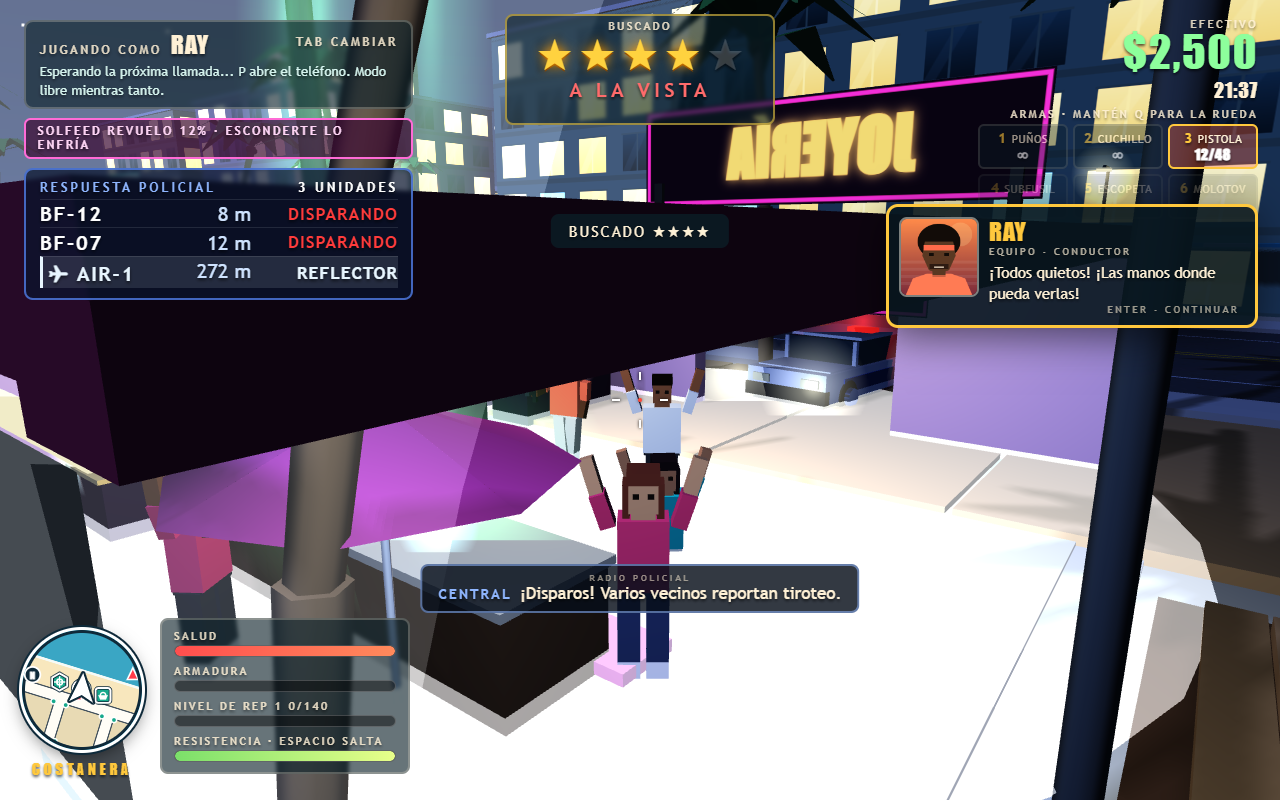 JUGANDO COMO RAY TAB CAMBIAR
Esperando la próxima llamada... P abre el teléfono. Modo
libre mientras tanto.
SOLFEED REVUELO 12% · ESCONDERTE LO
ENFRÍA
RESPUESTA POLICIAL 3 UNIDADES
BF-12 8 m DISPARANDO
BF-07 12 m DISPARANDO
AIR-1 272 m REFLECTOR
BUSCADO
A LA VISTA
JOYERÍA
BUSCADO ★★★★
EFECTIVO
$2,500
21:37
ARMAS · MANTÉN Q PARA LA RUEDA
1 PUÑOS ∞
2 CUCHILLO ∞
3 PISTOLA 12/48
4 SUBFUSIL
5 ESCOPETA
6 MOLOTOV
RAY
EQUIPO - CONDUCTOR
¡Todos quietos! ¡Las manos donde
pueda verlas!
ENTER - CONTINUAR
RADIO POLICIAL
CENTRAL ¡Disparos! Varios vecinos reportan tiroteo.
SALUD
ARMADURA
NIVEL DE REP 1 0/140
RESISTENCIA · ESPACIO SALTA
COSTANERA